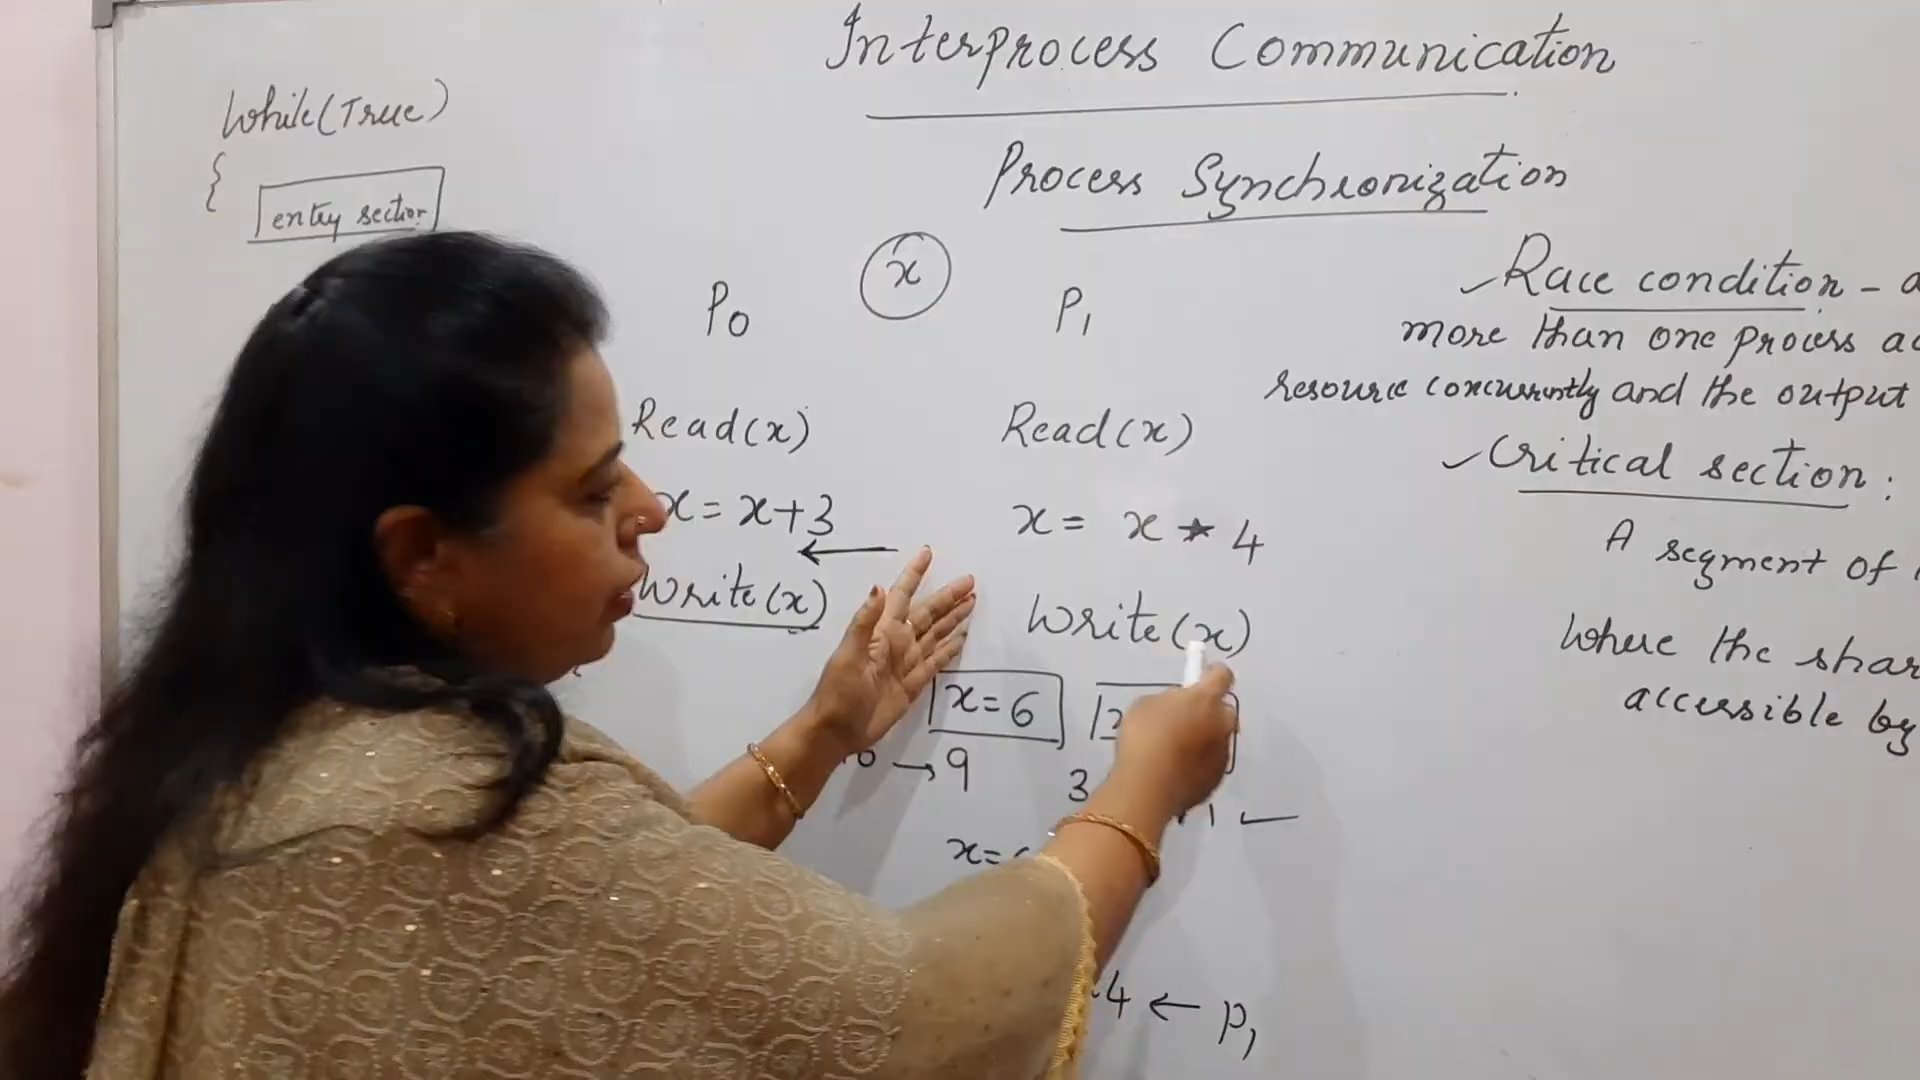 Interprocess Communication
Process Synchronization
While(True)
{
entry section
x
P0
P1
Read(x)
x = x+3
Write(x)
Read(x)
x = x * 4
Write(x)
x=6
→ 9
3
x=
4 ← P1
Race condition -
more than one process
resource concurrently and the output
Critical section :
A segment of
Where the
accessible by